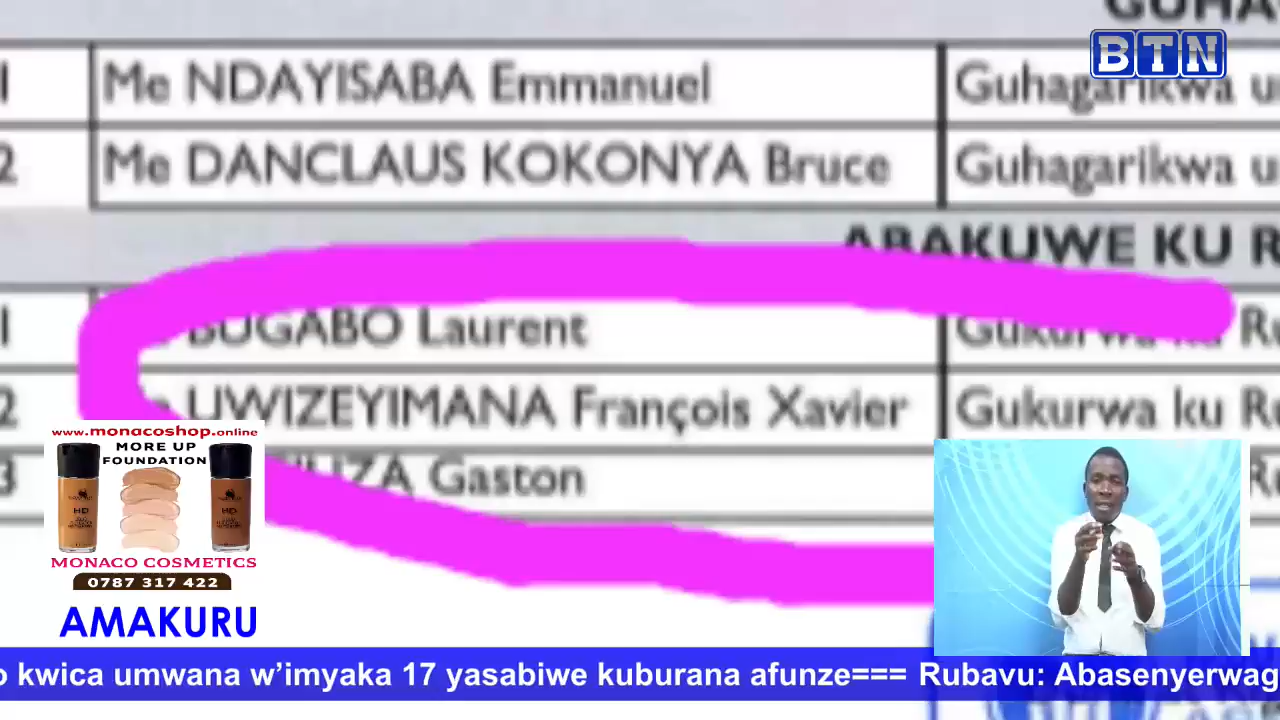 BTN
1 Me NDAYISABA Emmanuel Guhagarikwa
2 Me DANCLAUS KOKONYA Bruce Guhagarikwa
ABAKUWE KU
1 BUGABO Laurent Gukurwa ku
2 UWIZEYIMANA François Xavier Gukurwa ku
3 Gaston
www.monacoshop.online
MORE UP
FOUNDATION
HD
HD
MONACO COSMETICS
0787 317 422
AMAKURU
kwica umwana w’imyaka 17 yasabiwe kuburana afunze=== Rubavu: Abasenyerwag